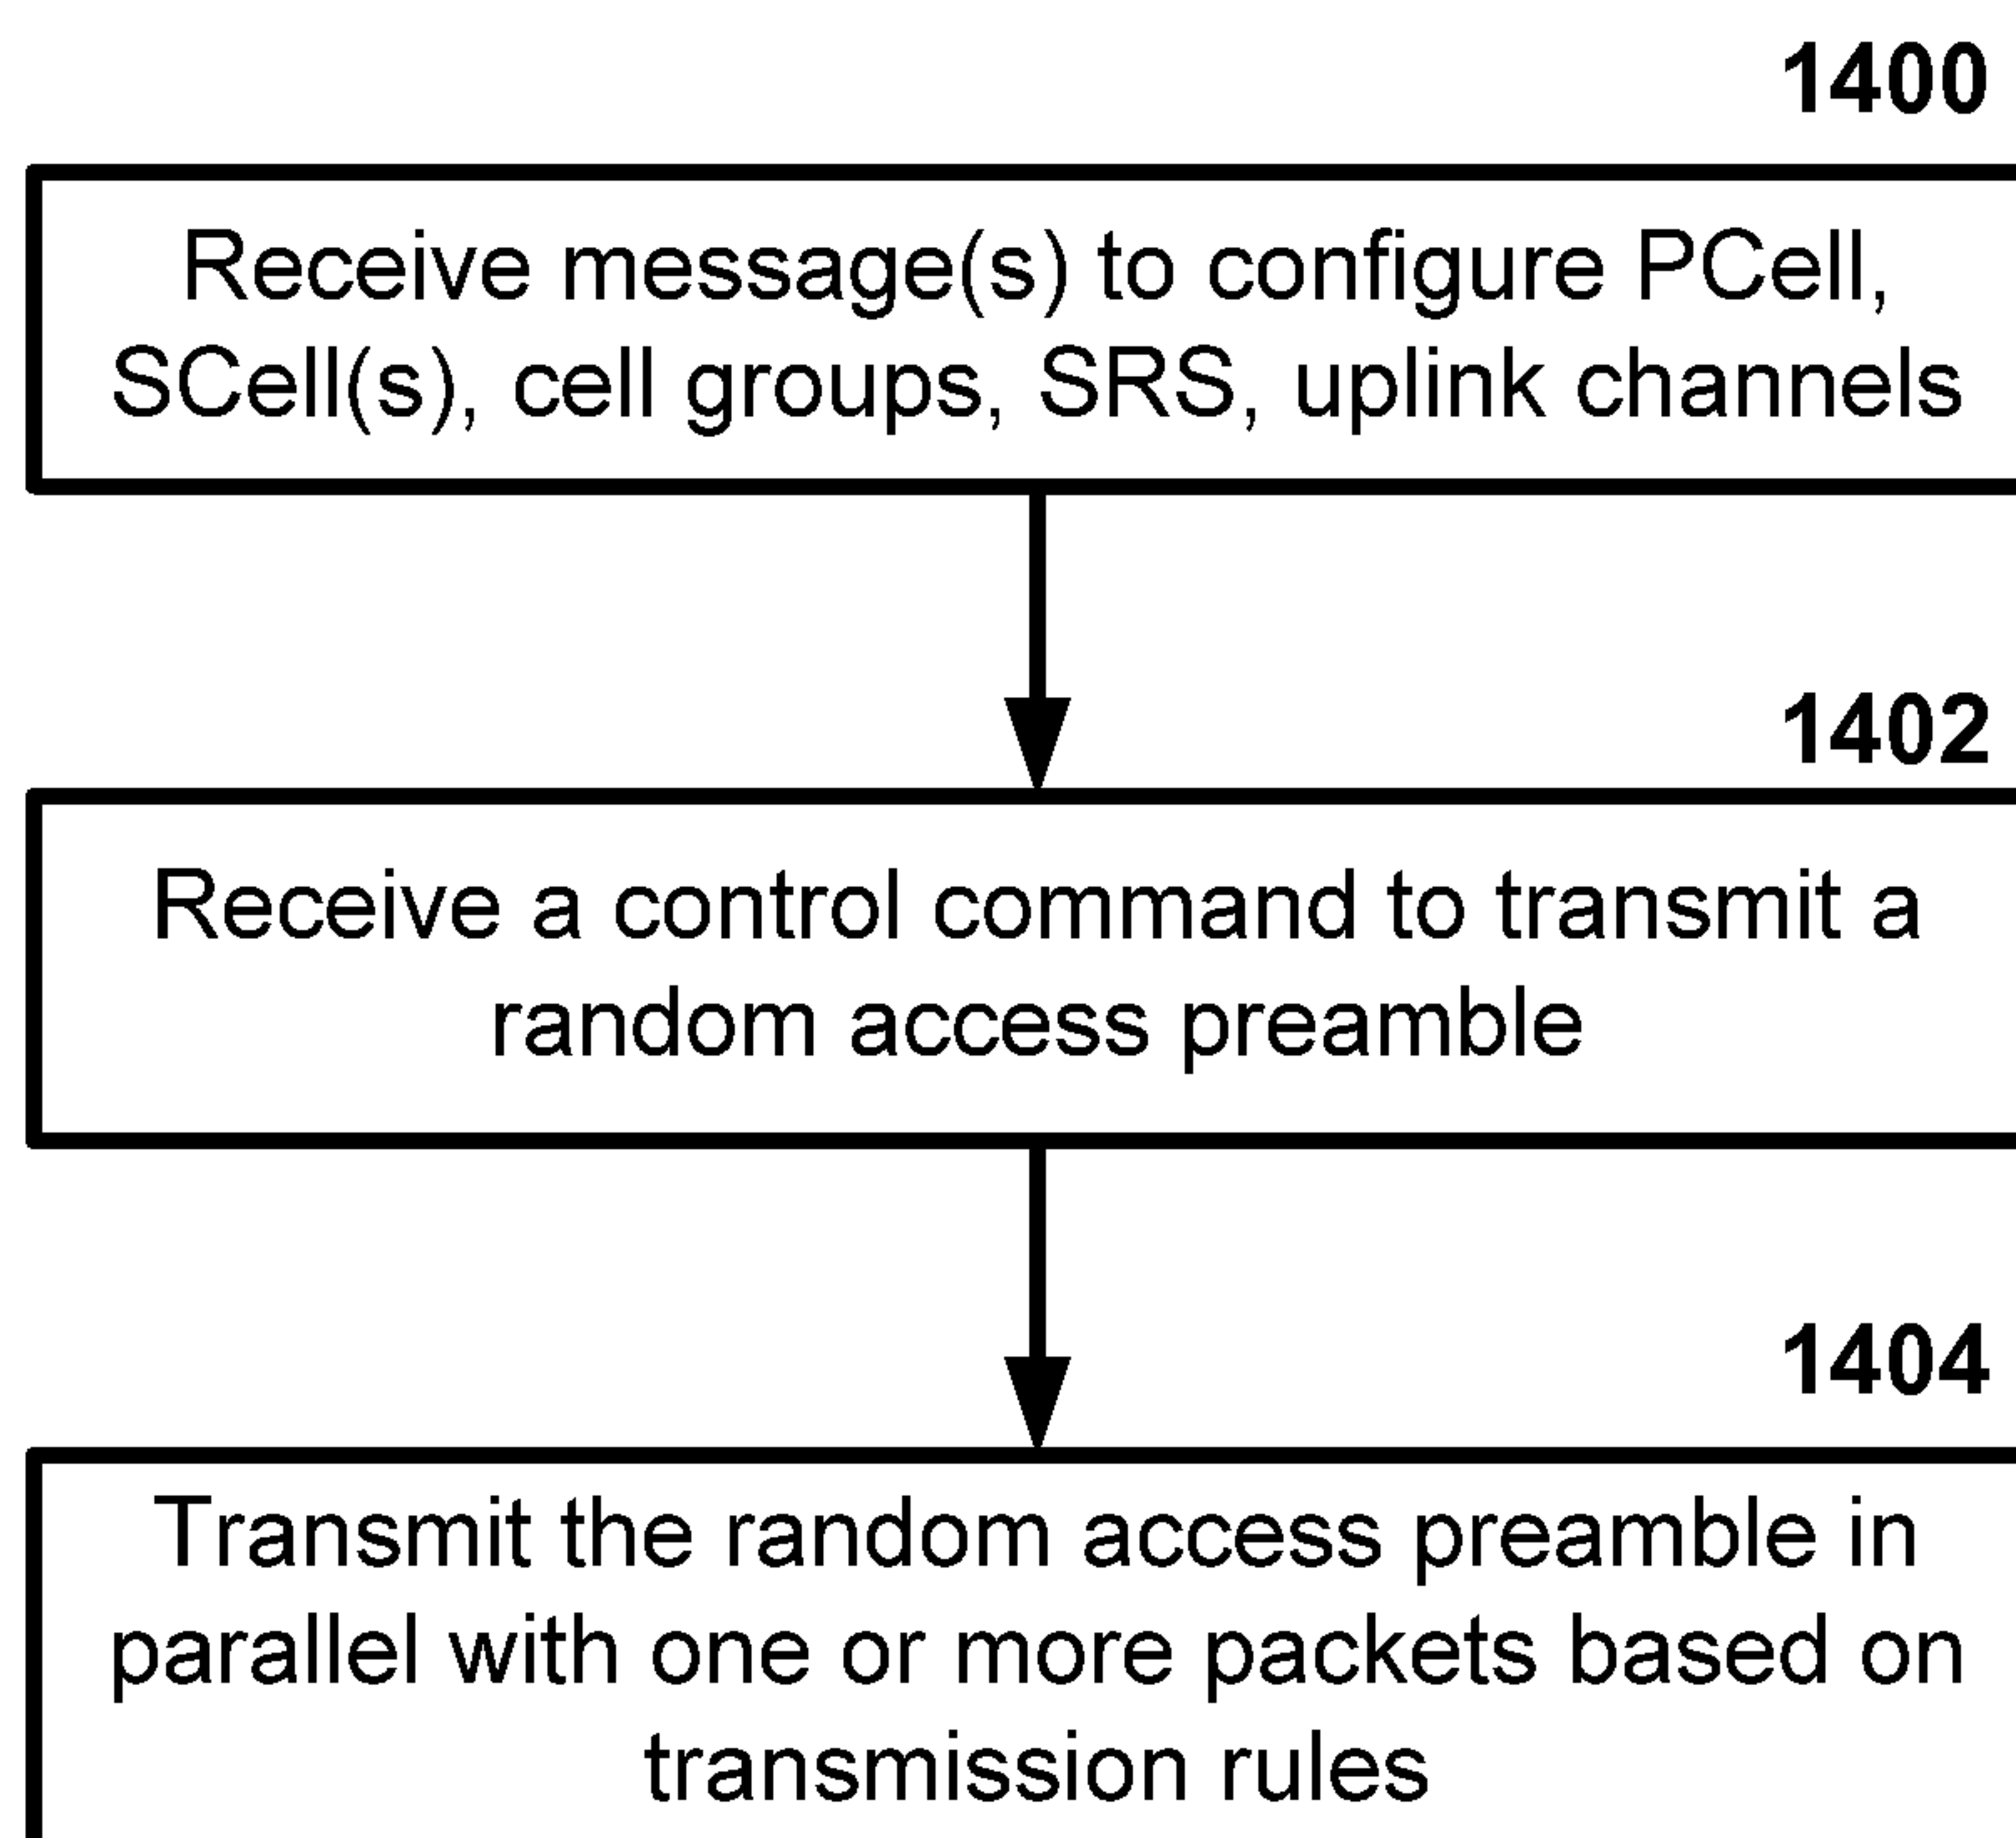 1400
Receive message(s) to configure PCell,
SCell(s), cell groups, SRS, uplink channels
1402
Receive a control command to transmit a
random access preamble
1404
Transmit the random access preamble in
parallel with one or more packets based on
transmission rules